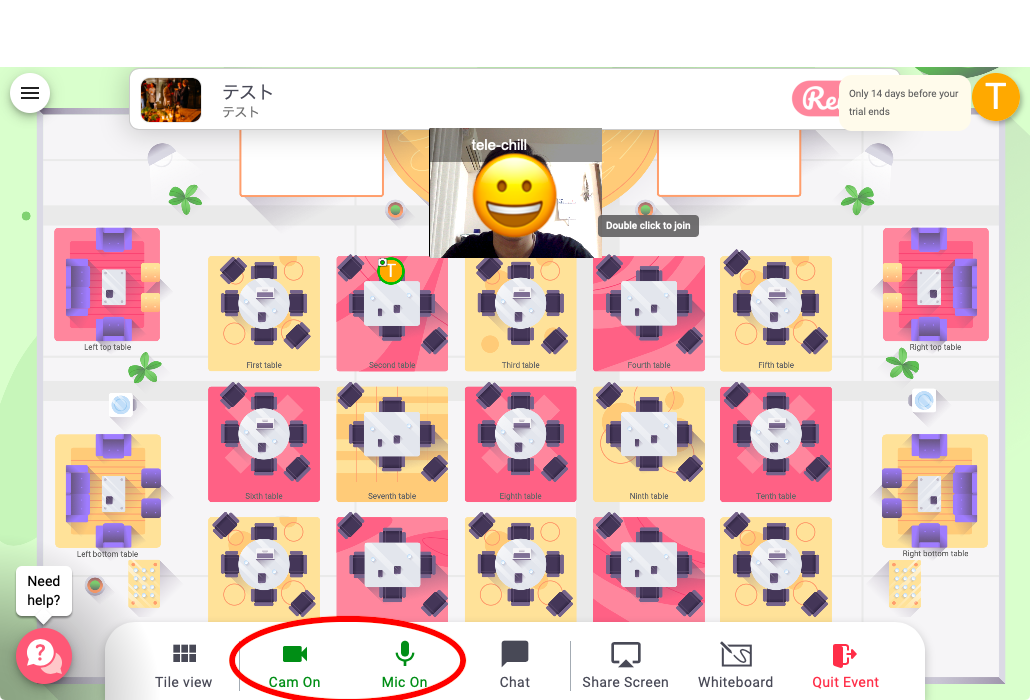 テスト
テスト
Re
Only 14 days before your
trial ends
T
tele-chill
Double click to join
T
Left top table
First table
Second table
Third table
Fourth table
Fifth table
Right top table
Sixth table
Seventh table
Eighth table
Ninth table
Tenth table
Left bottom table
Right bottom table
Need
help?
?
Tile view
Cam On
Mic On
Chat
Share Screen
Whiteboard
Quit Event